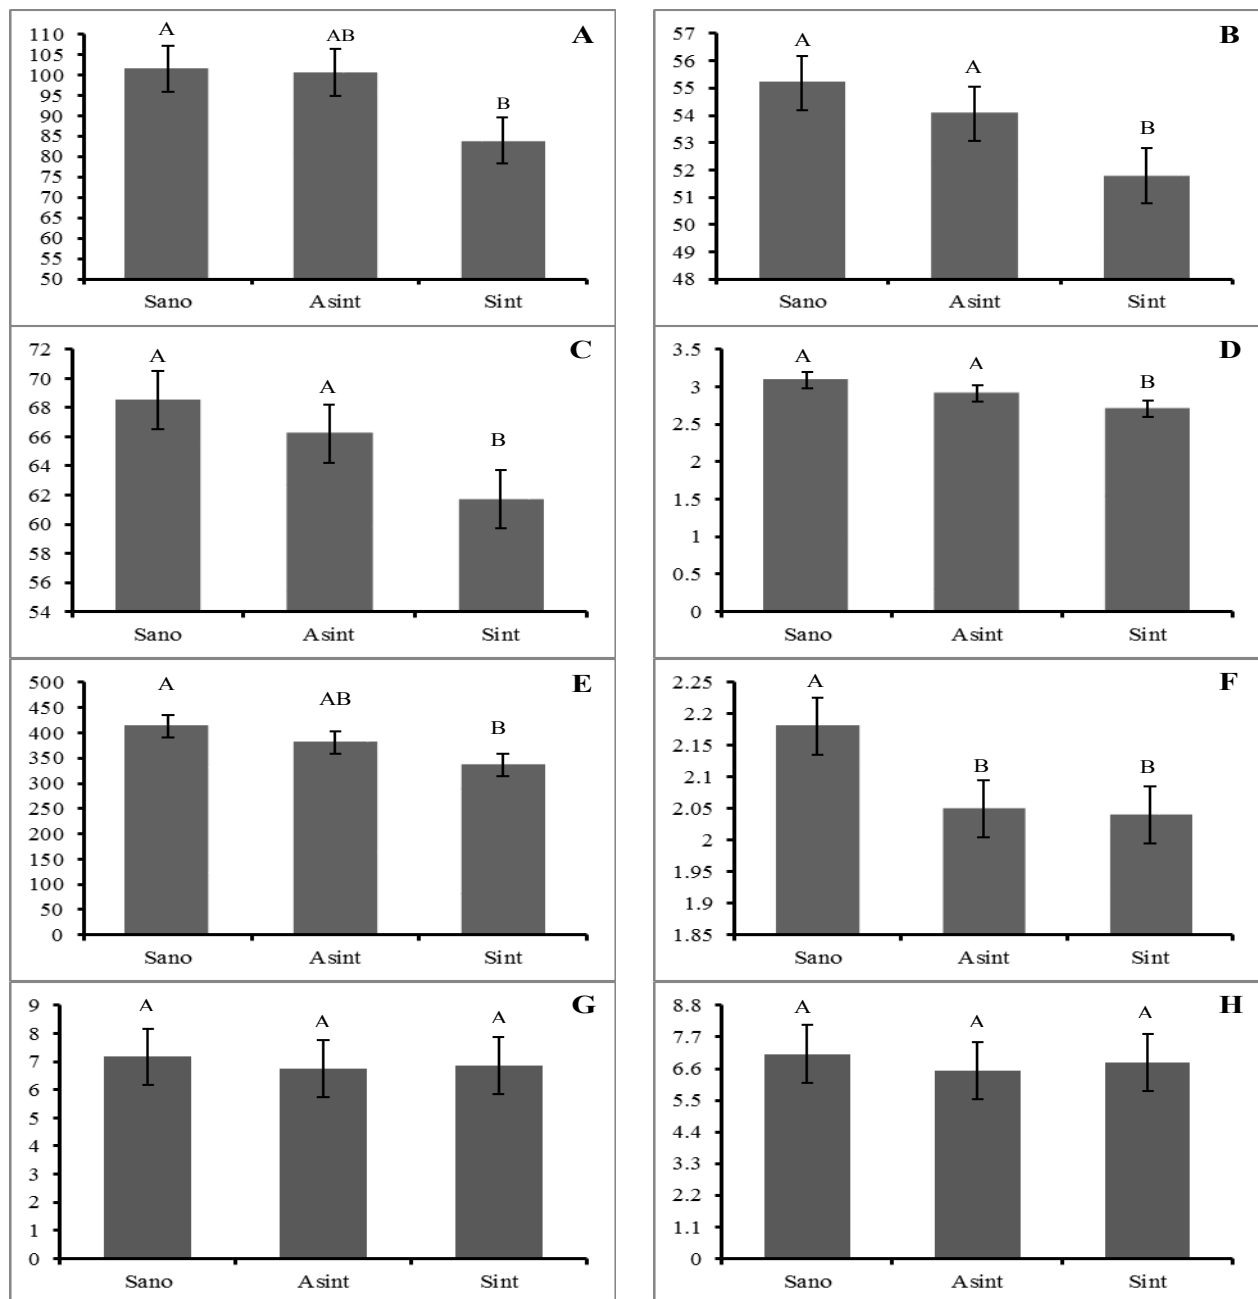 A
110
105
100
95
90
85
80
75
70
65
60
55
50
A
AB
B
Sano Asint Sint
B
57
56
55
54
53
52
51
50
49
48
A
A
B
Sano Asint Sint
C
72
70
68
66
64
62
60
58
56
54
A
A
B
Sano Asint Sint
D
3.5
3
2.5
2
1.5
1
0.5
0
A
A
B
Sano Asint Sint
E
500
450
400
350
300
250
200
150
100
50
0
A
AB
B
Sano Asint Sint
F
2.25
2.2
2.15
2.1
2.05
2
1.95
1.9
1.85
A
B
B
Sano Asint Sint
G
9
8
7
6
5
4
3
2
1
0
A
A
A
Sano Asint Sint
H
8.8
7.7
6.6
5.5
4.4
3.3
2.2
1.1
0
A
A
A
Sano Asint Sint